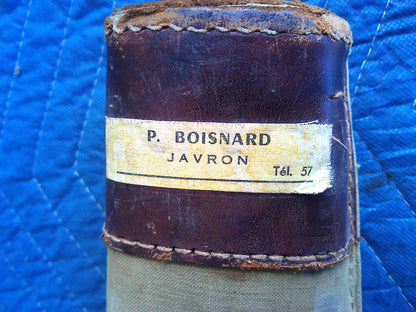 P. BOISNARD
JAVRON
Tél. 57